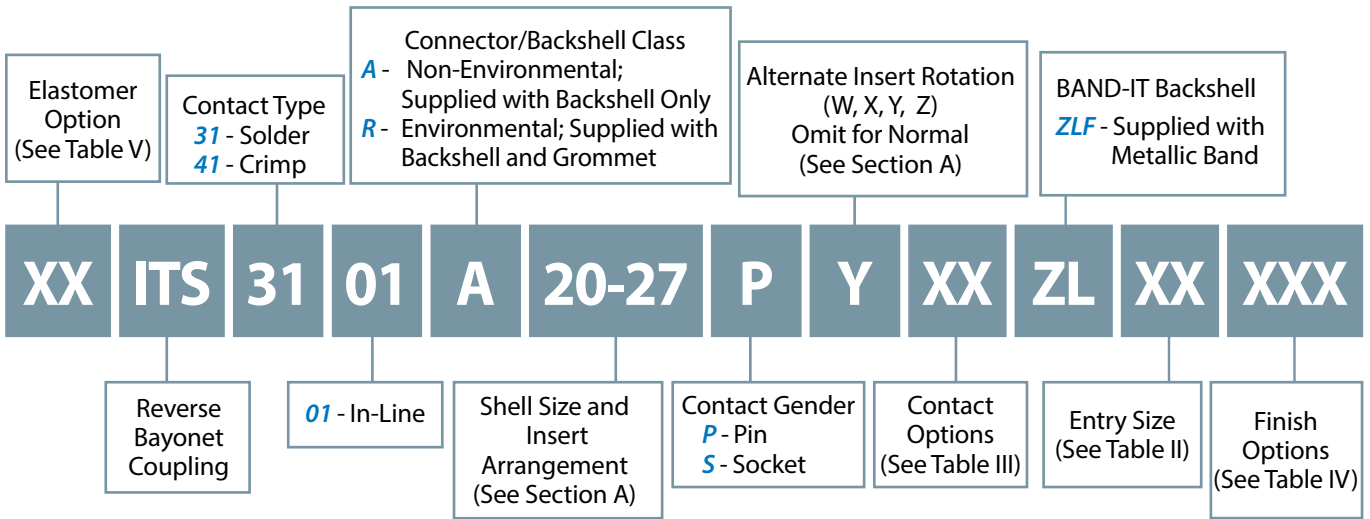 Elastomer
Option
(See Table V)
Contact Type
31 - Solder
41 - Crimp
Connector/Backshell Class
A - Non-Environmental;
Supplied with Backshell Only
R - Environmental; Supplied with
Backshell and Grommet
Alternate Insert Rotation
(W, X, Y, Z)
Omit for Normal
(See Section A)
BAND-IT Backshell
ZLF - Supplied with
Metallic Band
XX ITS 31 01 A 20-27 P Y XX ZL XX XXX
Reverse
Bayonet
Coupling
01 - In-Line
Shell Size and
Insert
Arrangement
(See Section A)
Contact Gender
P - Pin
S - Socket
Contact
Options
(See Table III)
Entry Size
(See Table II)
Finish
Options
(See Table IV)